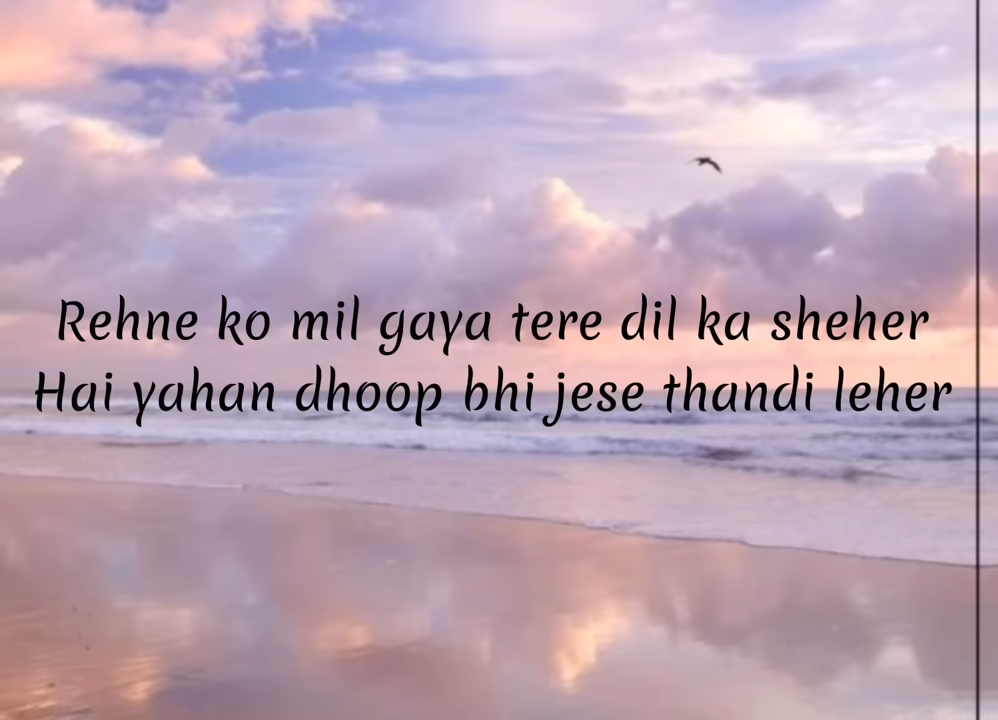 Rehne ko mil gaya tere dil ka sheher
Hai yahan dhoop bhi jese thandi leher